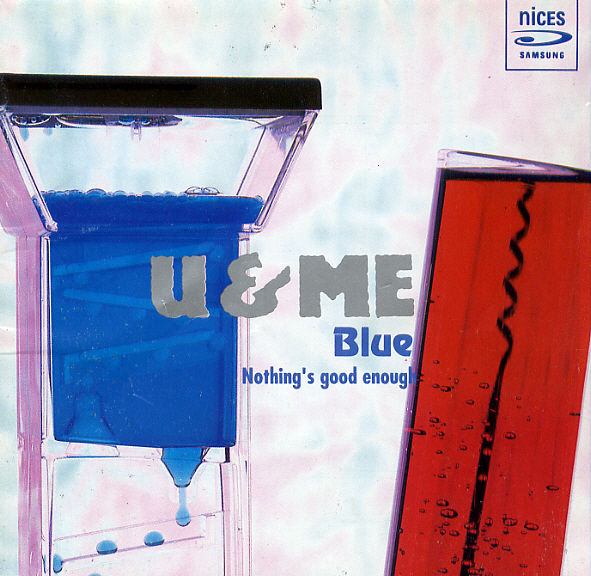 nices
SAMSUNG
U & ME
Blue
Nothing's good enough